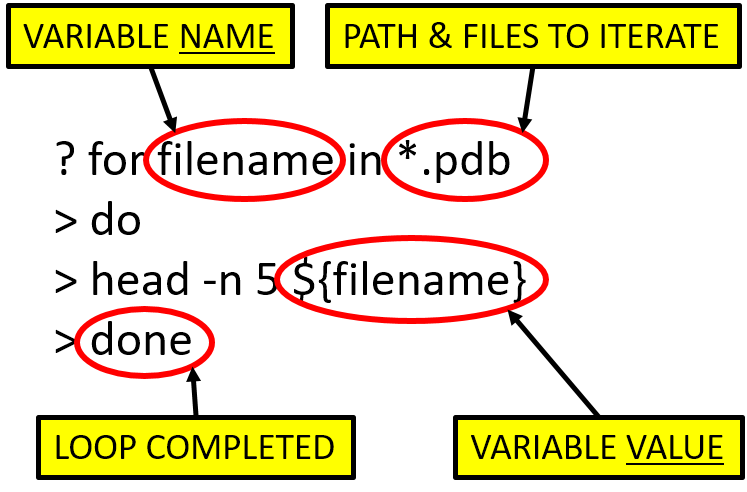 VARIABLE NAME
PATH & FILES TO ITERATE
? for filename in *.pdb
> do
> head -n 5 ${filename}
> done
LOOP COMPLETED
VARIABLE VALUE